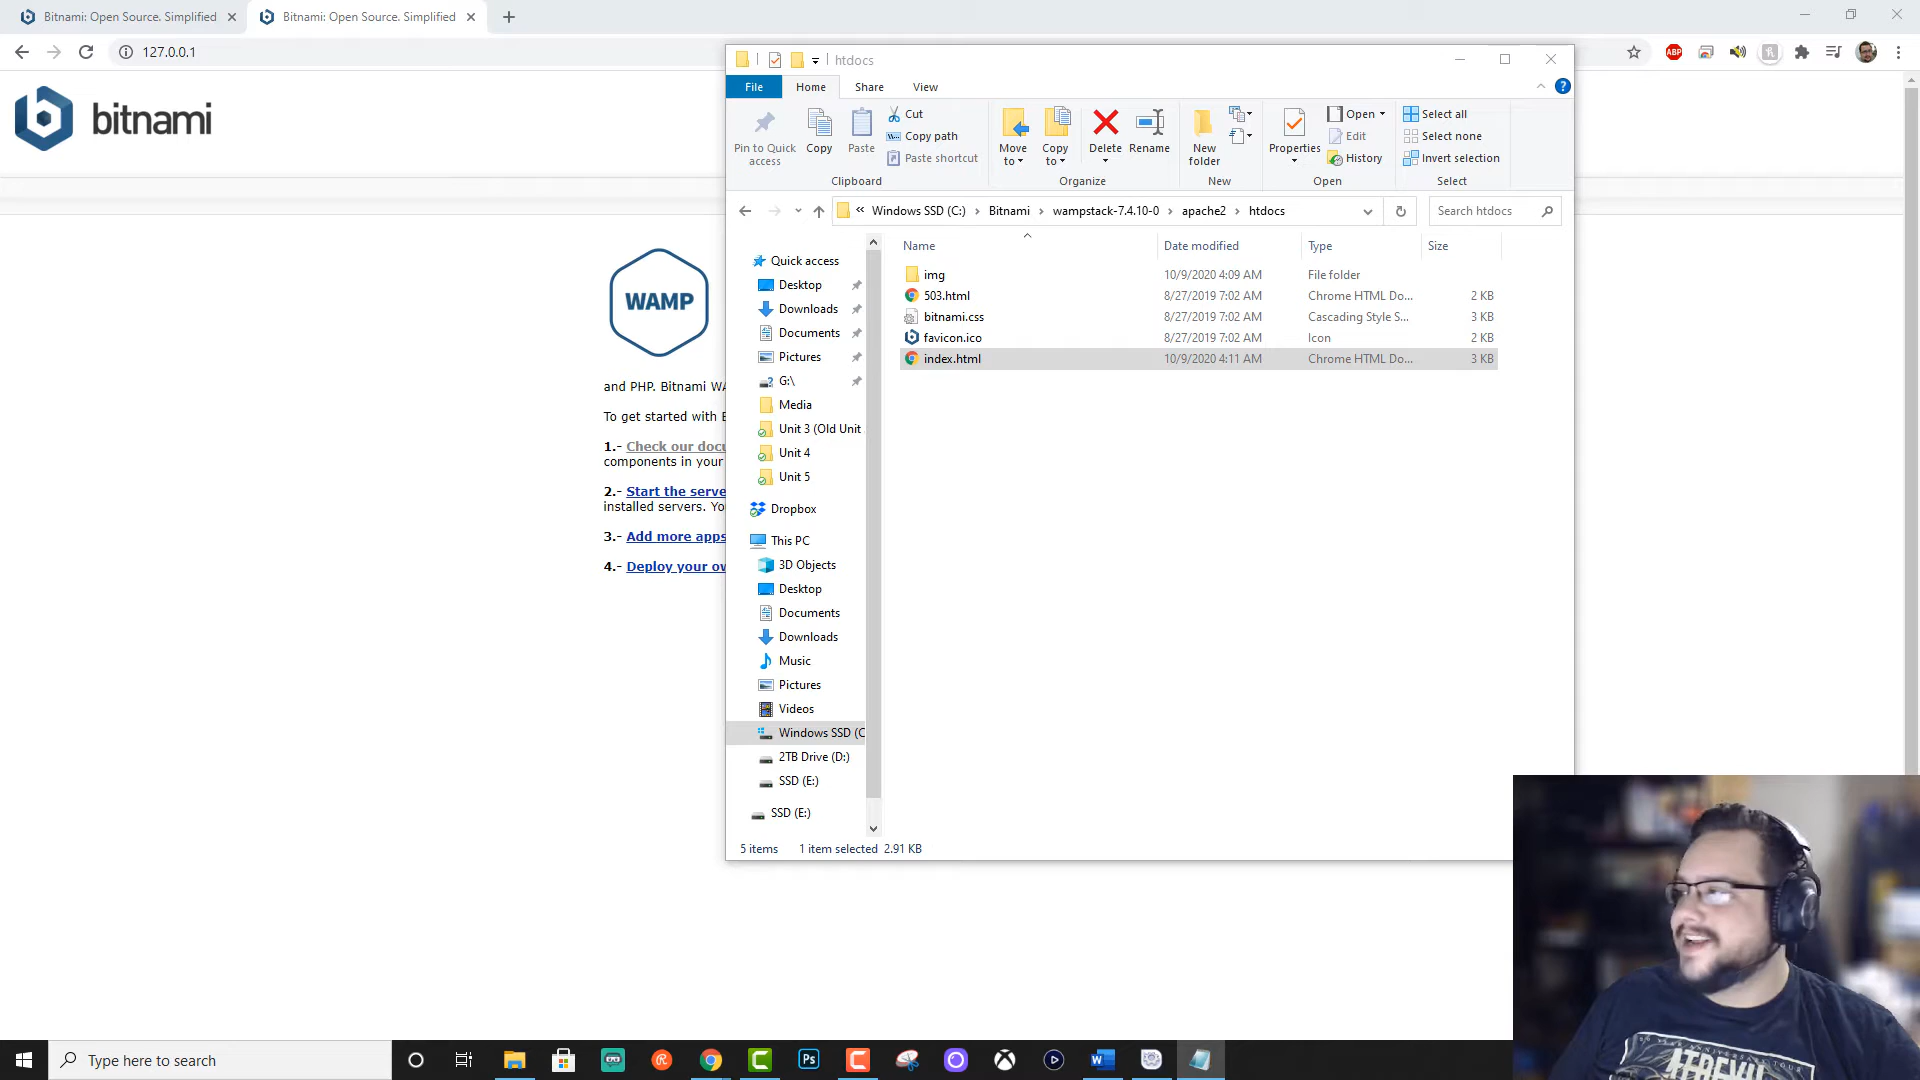 Bitnami: Open Source. Simplified
Bitnami: Open Source. Simplified
127.0.0.1
ABP
bitnami
WAMP
and PHP. Bitnami WA
To get started with B
1.- Check our docu
components in your
2.- Start the serve
installed servers. Yo
3.- Add more apps
4.- Deploy your ow
htdocs
File
Home
Share
View
Pin to Quick access
Copy
Paste
Cut
Copy path
Paste shortcut
Clipboard
Move to
Copy to
Delete
Rename
Organize
New folder
New
Properties
Open
Edit
History
Open
Select all
Select none
Invert selection
Select
« Windows SSD (C:) › Bitnami › wampstack-7.4.10-0 › apache2 › htdocs
Search htdocs
Quick access
Desktop
Downloads
Documents
Pictures
G:\
Media
Unit 3 (Old Unit
Unit 4
Unit 5
Dropbox
This PC
3D Objects
Desktop
Documents
Downloads
Music
Pictures
Videos
Windows SSD (C
2TB Drive (D:)
SSD (E:)
SSD (E:)
Name Date modified Type Size
img 10/9/2020 4:09 AM File folder
503.html 8/27/2019 7:02 AM Chrome HTML Do... 2 KB
bitnami.css 8/27/2019 7:02 AM Cascading Style S... 3 KB
favicon.ico 8/27/2019 7:02 AM Icon 2 KB
index.html 10/9/2020 4:11 AM Chrome HTML Do... 3 KB
5 items 1 item selected 2.91 KB
Type here to search
Ps